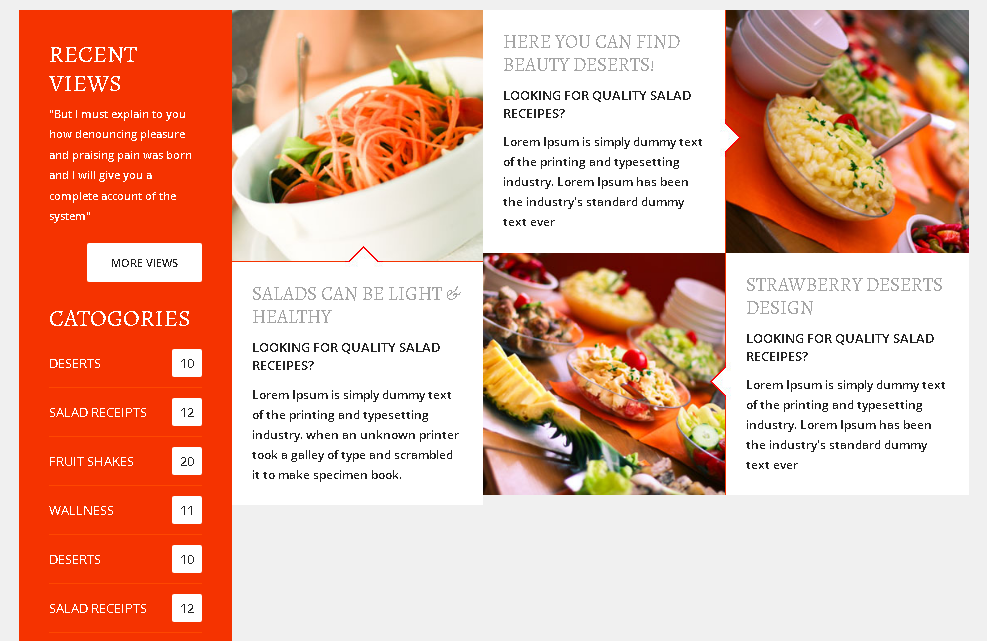 RECENT
VIEWS
"But I must explain to you
how denouncing pleasure
and praising pain was born
and I will give you a
complete account of the
system"
MORE VIEWS
CATOGORIES
DESERTS 10
SALAD RECEIPTS 12
FRUIT SHAKES 20
WALLNESS 11
DESERTS 10
SALAD RECEIPTS 12
SALADS CAN BE LIGHT &
HEALTHY
LOOKING FOR QUALITY SALAD
RECEIPES?
Lorem Ipsum is simply dummy text
of the printing and typesetting
industry. when an unknown printer
took a galley of type and scrambled
it to make specimen book.
HERE YOU CAN FIND
BEAUTY DESERTS!
LOOKING FOR QUALITY SALAD
RECEIPES?
Lorem Ipsum is simply dummy text
of the printing and typesetting
industry. Lorem Ipsum has been
the industry's standard dummy
text ever
STRAWBERRY DESERTS
DESIGN
LOOKING FOR QUALITY SALAD
RECEIPES?
Lorem Ipsum is simply dummy text
of the printing and typesetting
industry. Lorem Ipsum has been
the industry's standard dummy
text ever